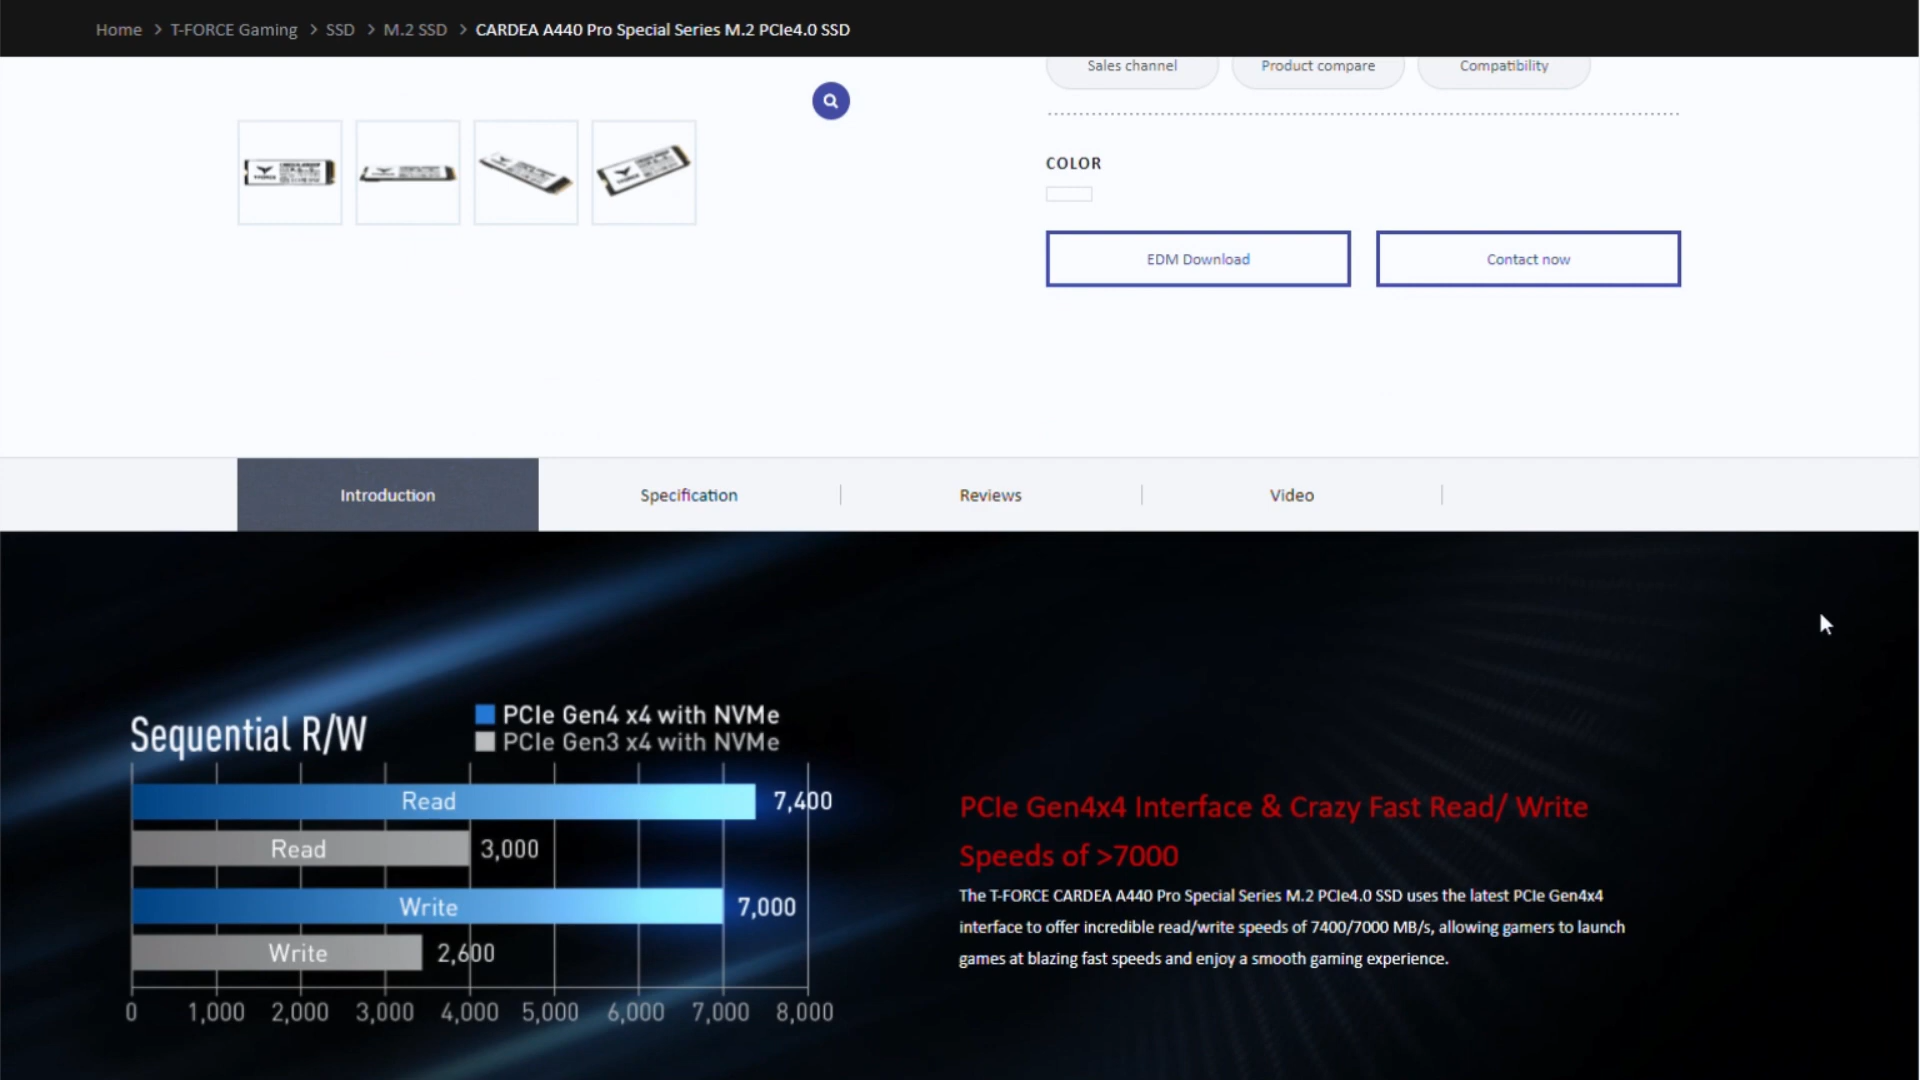 Home > T-FORCE Gaming > SSD > M.2 SSD > CARDEA A440 Pro Special Series M.2 PCIe4.0 SSD
Sales channel
Product compare
Compatibility
COLOR
EDM Download
Contact now
Introduction
Specification
Reviews
Video
Sequential R/W
PCIe Gen4 x4 with NVMe
PCIe Gen3 x4 with NVMe
Read 7,400
Read 3,000
Write 7,000
Write 2,600
0 1,000 2,000 3,000 4,000 5,000 6,000 7,000 8,000
PCIe Gen4x4 Interface & Crazy Fast Read/ Write
Speeds of >7000
The T-FORCE CARDEA A440 Pro Special Series M.2 PCIe4.0 SSD uses the latest PCIe Gen4x4
interface to offer incredible read/write speeds of 7400/7000 MB/s, allowing gamers to launch
games at blazing fast speeds and enjoy a smooth gaming experience.